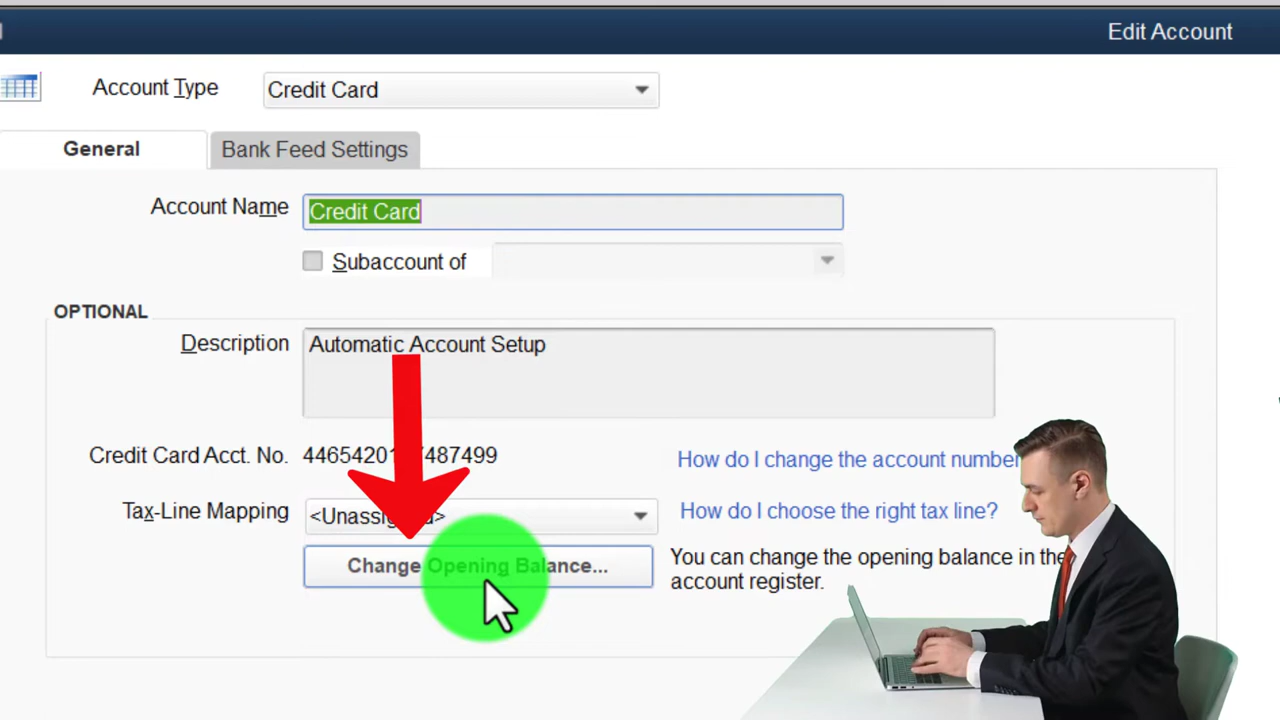 Edit Account
Account Type
Credit Card
General
Bank Feed Settings
Account Name
Credit Card
Subaccount of
OPTIONAL
Description
Automatic Account Setup
Credit Card Acct. No.
How do I change the account number
Tax-Line Mapping
How do I choose the right tax line?
Change Opening Balance...
You can change the opening balance in the
account register.